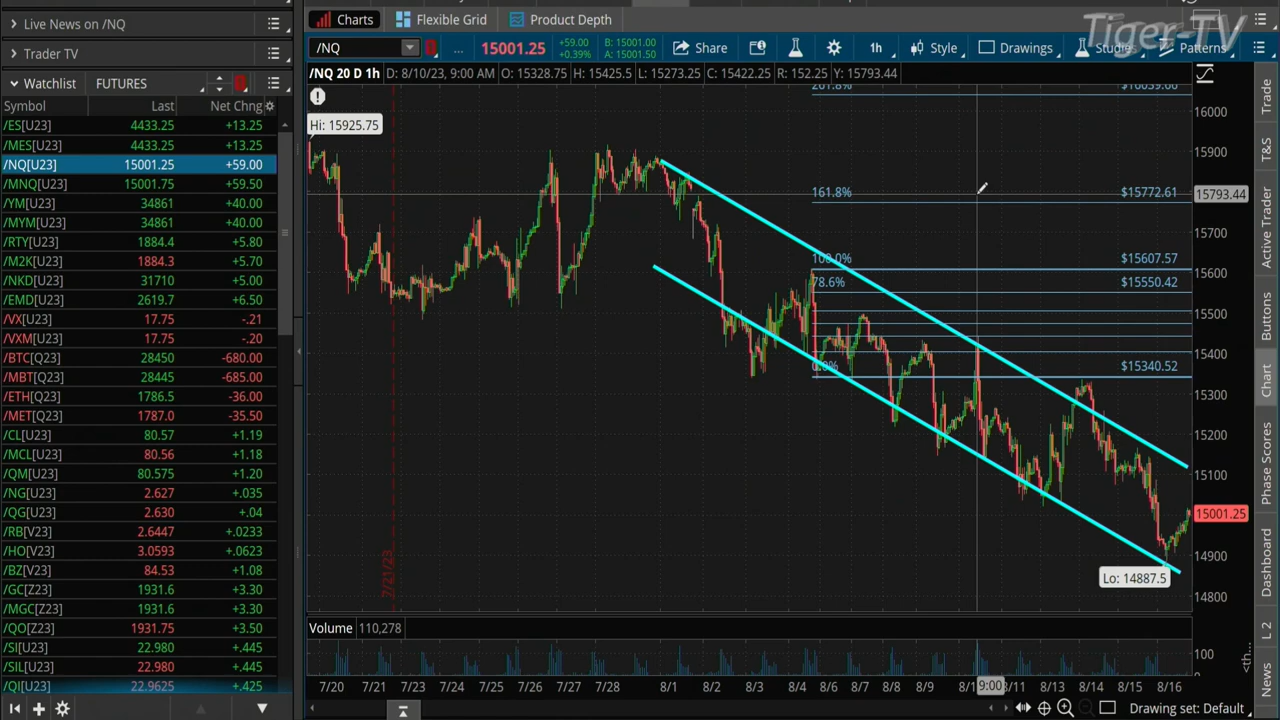 Live News on /NQ
Trader TV
Watchlist FUTURES
Symbol Last Net Chng
/ES[U23] 4433.25 +13.25
/MES[U23] 4433.25 +13.25
/NQ[U23] 15001.25 +59.00
/MNQ[U23] 15001.75 +59.50
/YM[U23] 34861 +40.00
/MYM[U23] 34861 +40.00
/RTY[U23] 1884.4 +5.80
/M2K[U23] 1884.3 +5.70
/NKD[U23] 31710 +5.00
/EMD[U23] 2619.7 +6.50
/VX[U23] 17.75 -.21
/VXM[U23] 17.75 -.20
/BTC[Q23] 28450 -680.00
/MBT[Q23] 28445 -685.00
/ETH[Q23] 1786.5 -36.00
/MET[Q23] 1787.0 -35.50
/CL[U23] 80.57 +1.19
/MCL[U23] 80.56 +1.18
/QM[U23] 80.575 +1.20
/NG[U23] 2.627 +.035
/QG[U23] 2.630 +.04
/RB[V23] 2.6447 +.0233
/HO[V23] 3.0593 +.0623
/BZ[V23] 84.53 +1.08
/GC[Z23] 1931.6 +3.30
/MGC[Z23] 1931.6 +3.30
/QO[Z23] 1931.75 +3.50
/SI[U23] 22.980 +.445
/SIL[U23] 22.980 +.445
/QI[U23] 22.9625 +.425
Charts Flexible Grid Product Depth
Tiger-TV
/NQ ... 15001.25 +59.00 +0.39% B: 15001.00 A: 15001.50 Share 1h Style Drawings Studies Patterns
/NQ 20 D 1h D: 8/10/23, 9:00 AM O: 15328.75 H: 15425.5 L: 15273.25 C: 15422.25 R: 152.25 Y: 15793.44
Hi: 15925.75
261.8% $16039.66
161.8% $15772.61
100.0% $15607.57
78.6% $15550.42
0.0% $15340.52
Lo: 14887.5
7/21/23
16000
15900
15793.44
15700
15600
15500
15400
15300
15200
15100
15001.25
14900
14800
Volume 110,278
100
<th...
7/20 7/21 7/23 7/24 7/25 7/26 7/27 7/28 8/1 8/2 8/3 8/4 8/6 8/7 8/8 8/9 8/1 9:00 8/11 8/13 8/14 8/15 8/16
Drawing set: Default
Trade
T&S
Active Trader
Buttons
Chart
Phase Scores
Dashboard
L 2
News